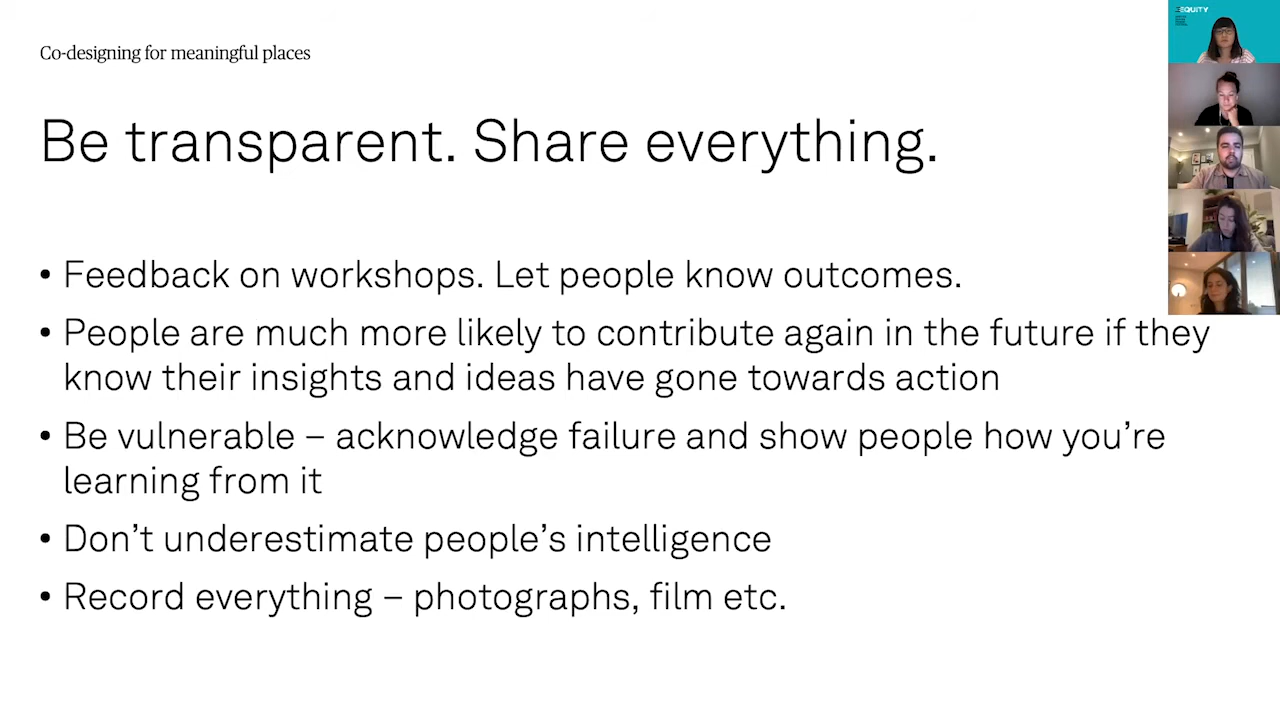 Co-designing for meaningful places
Be transparent. Share everything.
• Feedback on workshops. Let people know outcomes.
• People are much more likely to contribute again in the future if they
know their insights and ideas have gone towards action
• Be vulnerable – acknowledge failure and show people how you’re
learning from it
• Don’t underestimate people’s intelligence
• Record everything – photographs, film etc.
EQUITY